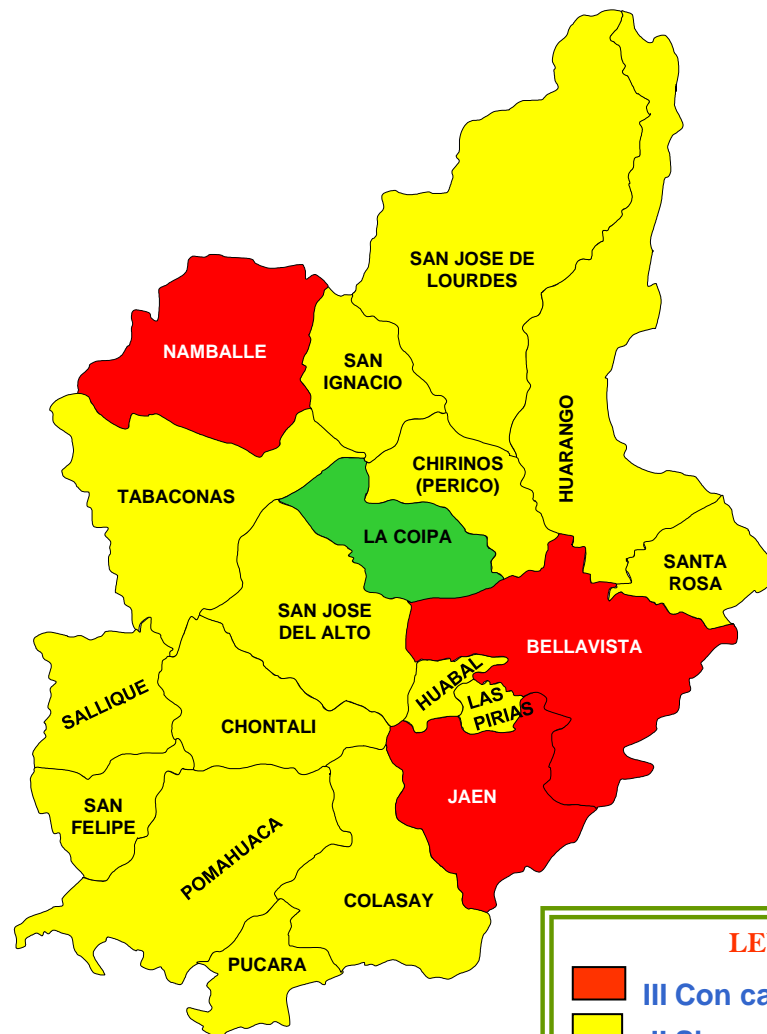 SAN JOSE DE
LOURDES
NAMBALLE
SAN
IGNACIO
HUARANGO
CHIRINOS
(PERICO)
TABACONAS
LA COIPA
SANTA
ROSA
SAN JOSE
DEL ALTO
BELLAVISTA
HUABAL
SALLIQUE
LAS
PIRIAS
CHONTALI
JAEN
SAN
FELIPE
POMAHUACA
COLASAY
PUCARA
LE
III Con ca